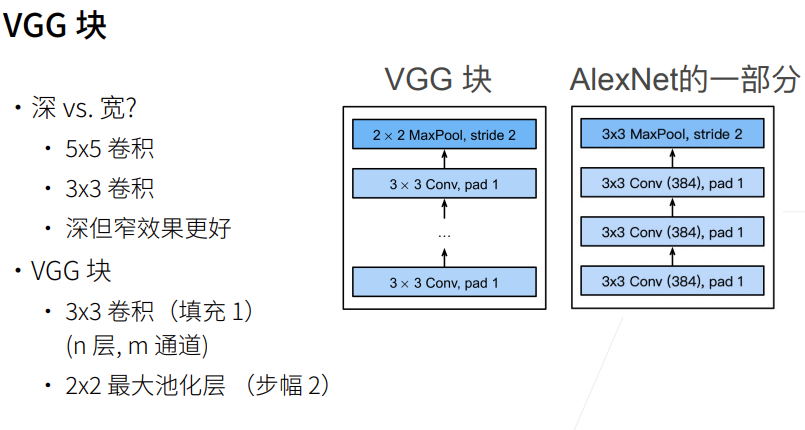 VGG 块
• 深 vs. 宽?
• 5x5 卷积
• 3x3 卷积
• 深但窄效果更好
• VGG 块
• 3x3 卷积（填充 1）
(n 层, m 通道)
• 2x2 最大池化层 （步幅 2）
VGG 块
2 × 2 MaxPool, stride 2
3 × 3 Conv, pad 1
...
3 × 3 Conv, pad 1
AlexNet的一部分
3x3 MaxPool, stride 2
3x3 Conv (384), pad 1
3x3 Conv (384), pad 1
3x3 Conv (384), pad 1